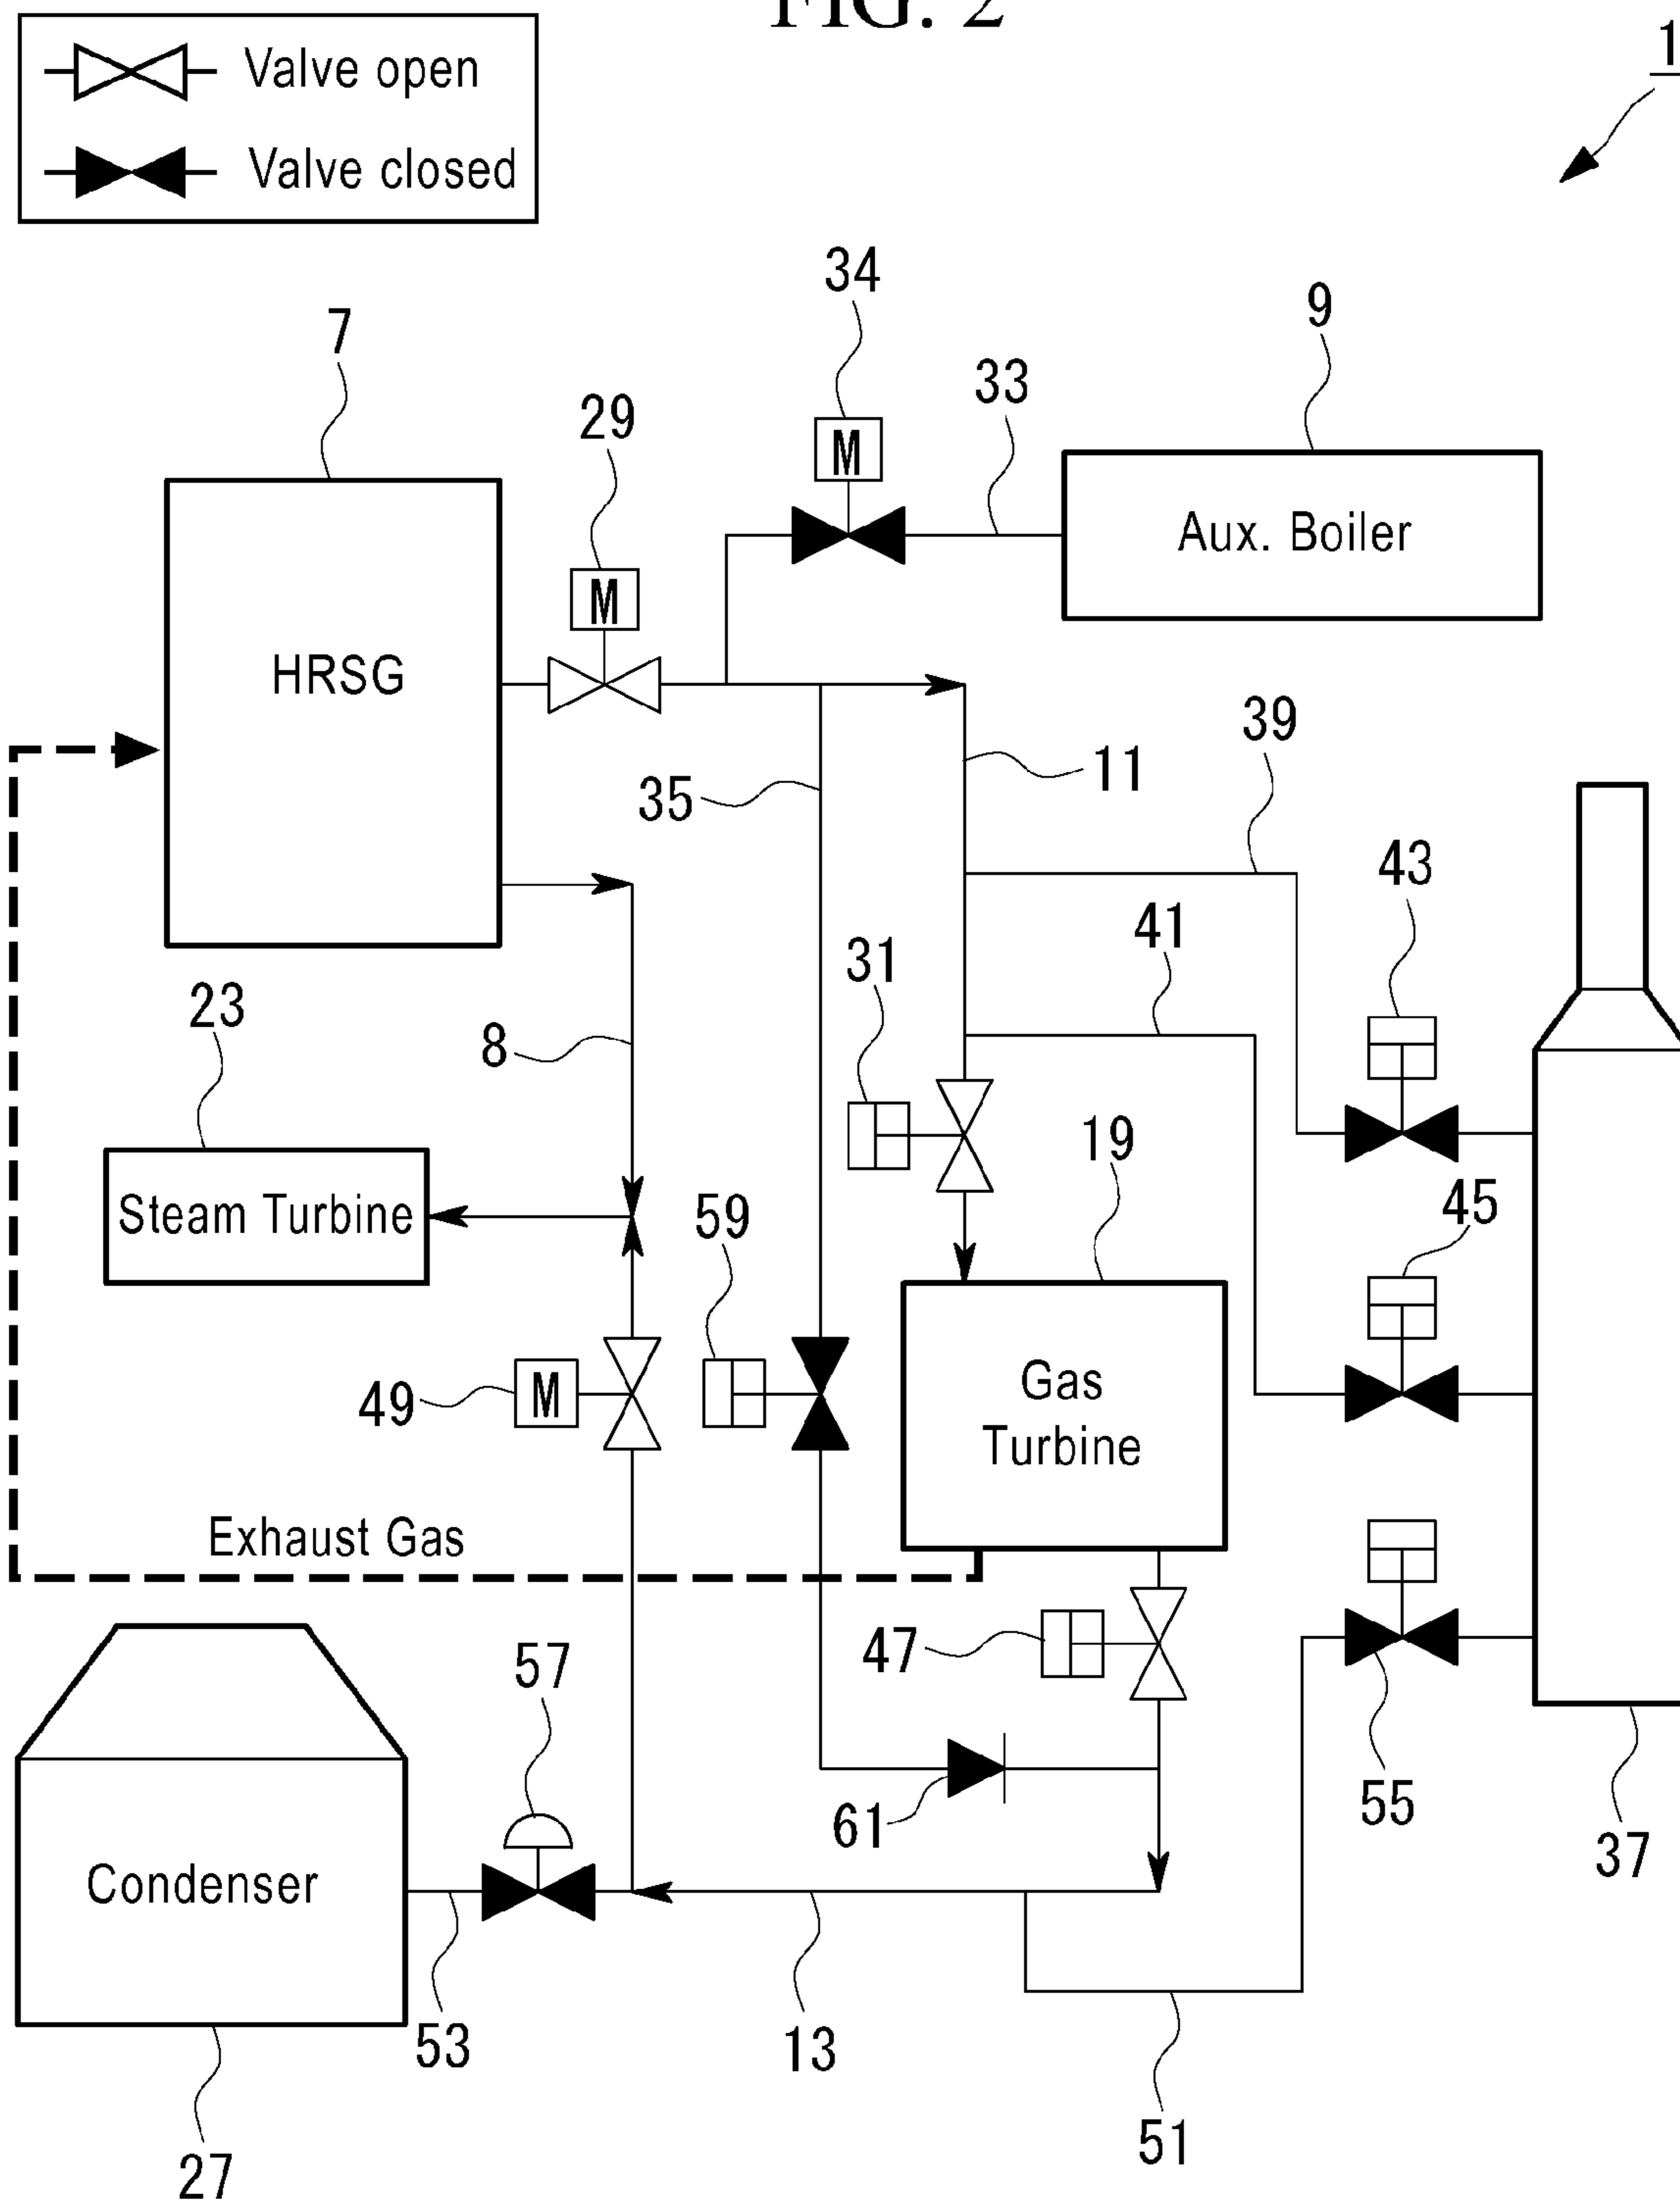 FIG. 2
1
Valve open
Valve closed
34
9
7
33
29
M
Aux. Boiler
M
HRSG
39
11
35
43
41
31
23
8
19
45
Steam Turbine
59
49
M
Gas
Turbine
Exhaust Gas
47
57
55
61
37
Condenser
53
13
51
27